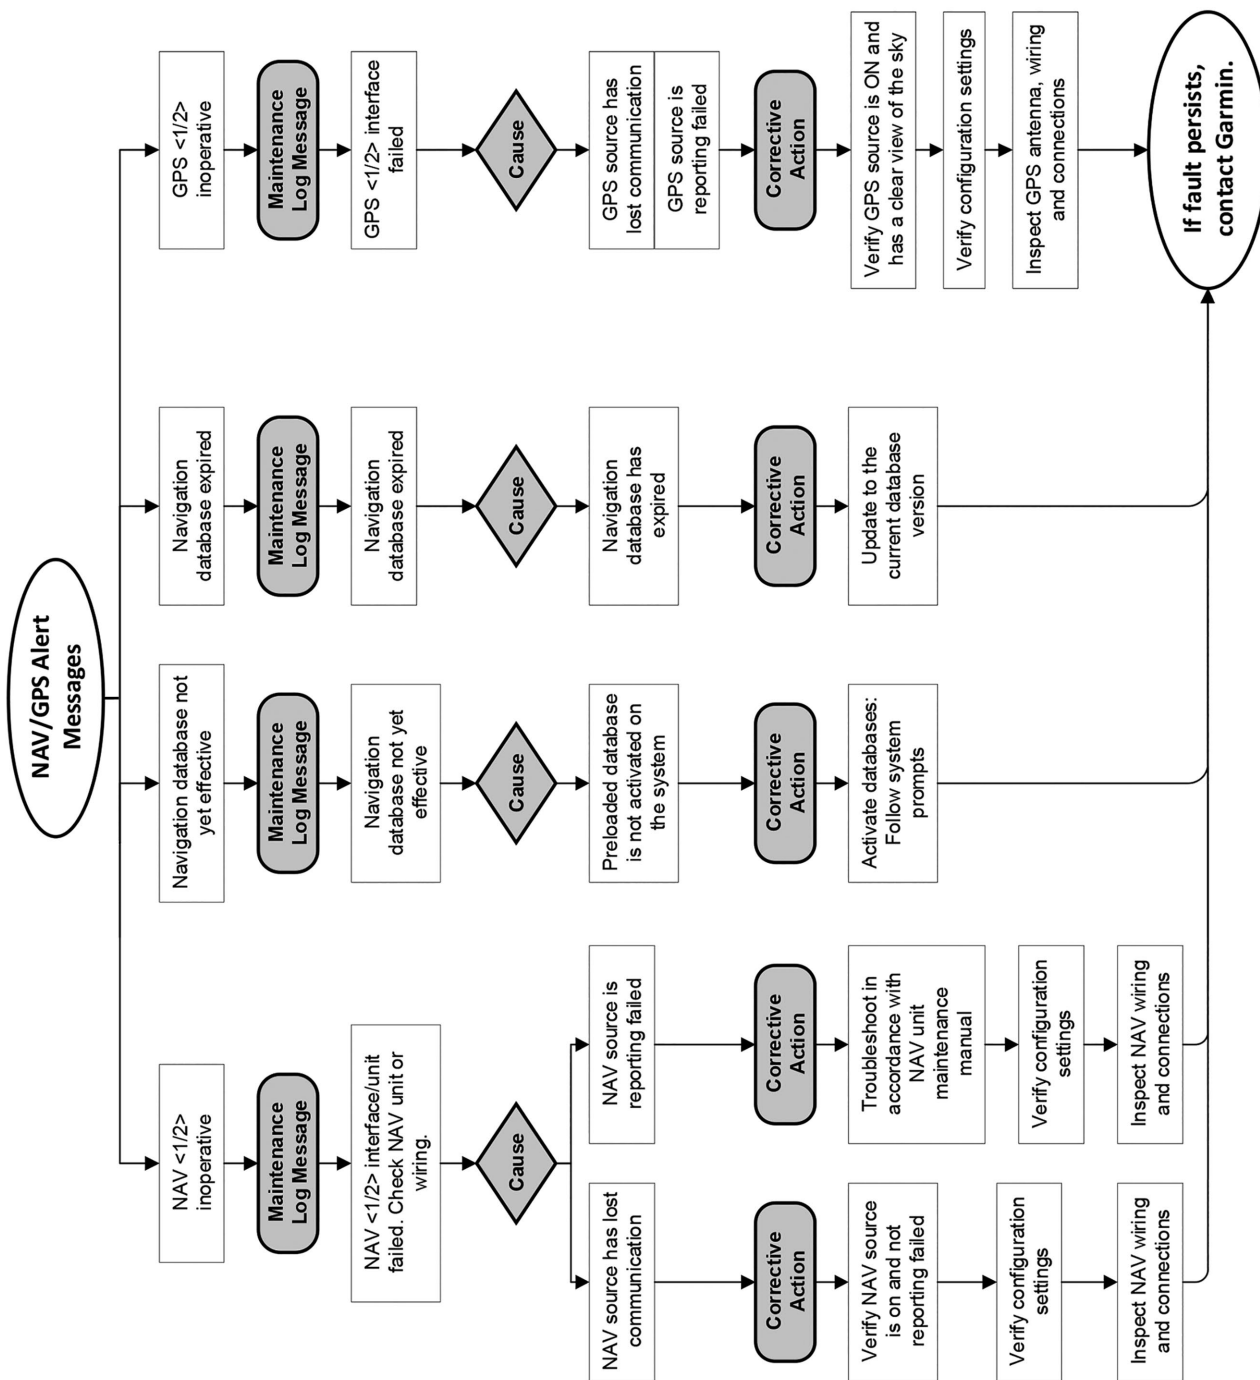 NAV/GPS Alert
Messages
NAV <1/2>
inoperative
Maintenance
Log Message
NAV <1/2> interface/unit
failed. Check NAV unit or
wiring.
Cause
NAV source has lost
communication
Corrective
Action
Verify NAV source
is on and not
reporting failed
Verify configuration
settings
Inspect NAV wiring
and connections
NAV source is
reporting failed
Corrective
Action
Troubleshoot in
accordance with
NAV unit
maintenance
manual
Verify configuration
settings
Inspect NAV wiring
and connections
Navigation database not
yet effective
Maintenance
Log Message
Navigation
database not yet
effective
Cause
Preloaded database
is not activated on
the system
Corrective
Action
Activate databases:
Follow system
prompts
Navigation
database expired
Maintenance
Log Message
Navigation
database expired
Cause
Navigation
database has
expired
Corrective
Action
Update to the
current database
version
GPS <1/2>
inoperative
Maintenance
Log Message
GPS <1/2> interface
failed
Cause
GPS source has
lost communication
GPS source is
reporting failed
Corrective
Action
Verify GPS source is ON and
has a clear view of the sky
Verify configuration settings
Inspect GPS antenna, wiring
and connections
If fault persists,
contact Garmin.